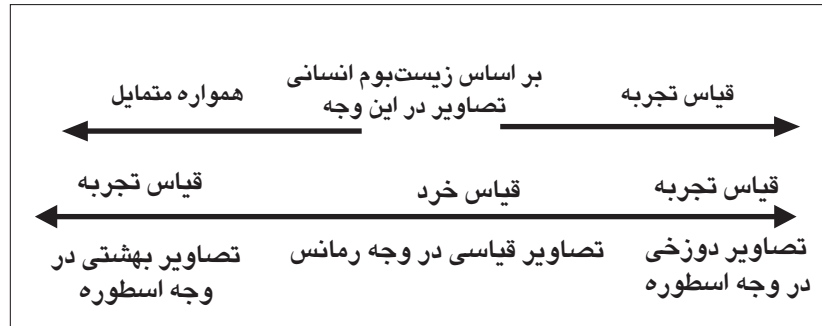 بر اساس زیست‌بوم انسانی
قیاس تجربه
تصاویر در این وجه
همواره متمایل
قیاس تجربه
قیاس خرد
قیاس تجربه
تصاویر دوزخی
در وجه اسطوره
تصاویر قیاسی در وجه رمانس
تصاویر بهشتی در
وجه اسطوره